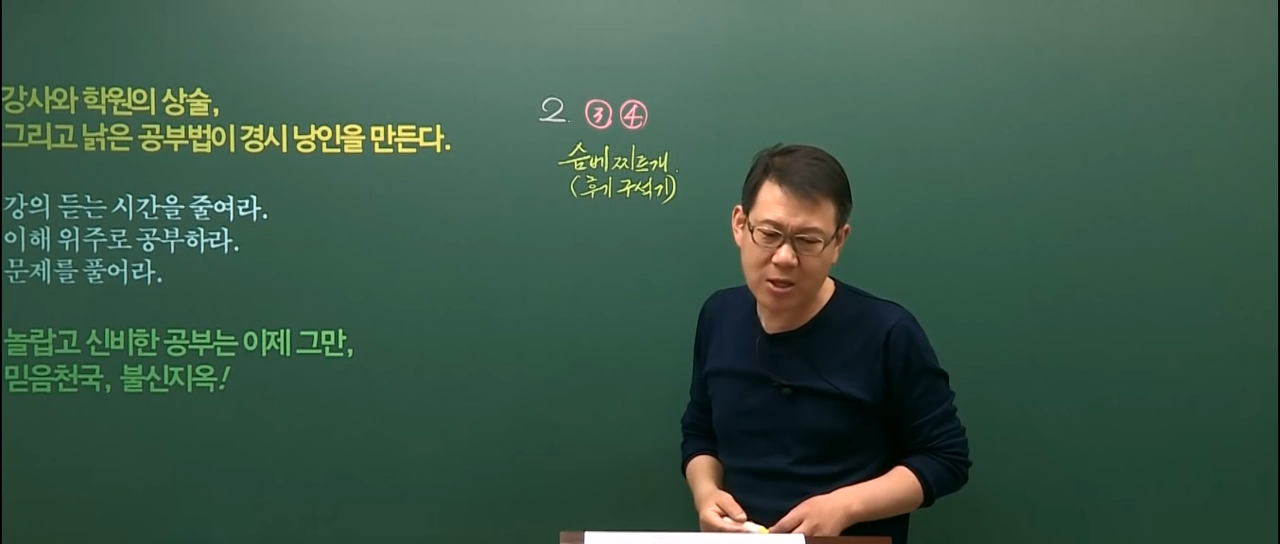 강사와 학원의 상술,
그리고 낡은 공부법이 경시 낭인을 만든다.
강의 듣는 시간을 줄여라.
이해 위주로 공부하라.
문제를 풀어라.
놀랍고 신비한 공부는 이제 그만,
믿음천국, 불신지옥!
2. ③ ④
슴베찌르개.
(후기 구석기)